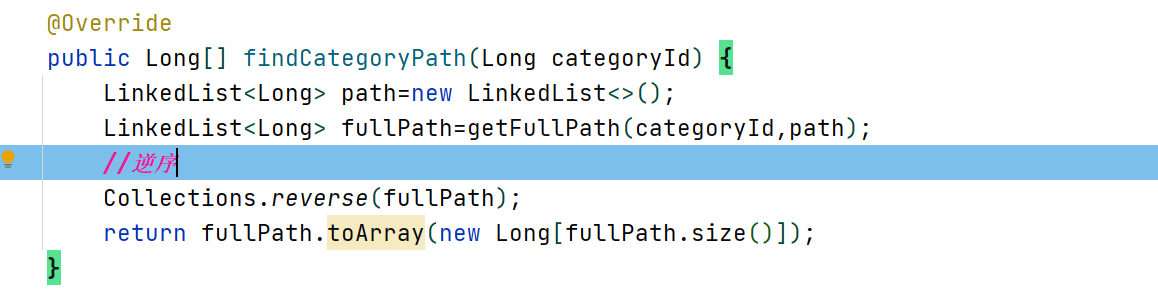 @Override
public Long[] findCategoryPath(Long categoryId) {
LinkedList<Long> path=new LinkedList<>();
LinkedList<Long> fullPath=getFullPath(categoryId,path);
//逆序
Collections.reverse(fullPath);
return fullPath.toArray(new Long[fullPath.size()]);
}